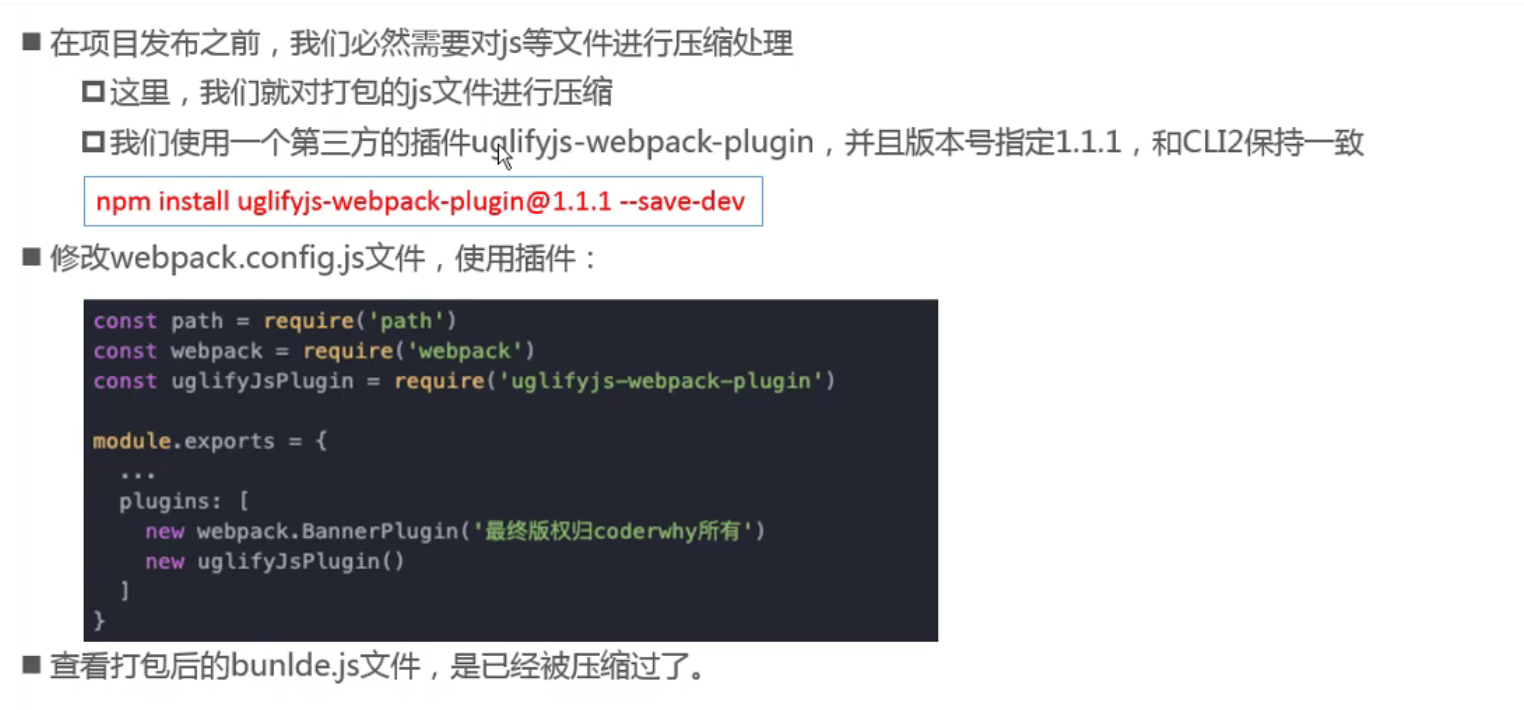 ■ 在项目发布之前，我们必然需要对js等文件进行压缩处理
这里，我们就对打包的js文件进行压缩
我们使用一个第三方的插件uglifyjs-webpack-plugin，并且版本号指定1.1.1，和CLI2保持一致
npm install uglifyjs-webpack-plugin@1.1.1 --save-dev
■ 修改webpack.config.js文件，使用插件：
const path = require('path')
const webpack = require('webpack')
const uglifyJsPlugin = require('uglifyjs-webpack-plugin')
module.exports = {
...
plugins: [
new webpack.BannerPlugin('最终版权归coderwhy所有')
new uglifyJsPlugin()
]
}
■ 查看打包后的bunlde.js文件，是已经被压缩过了。